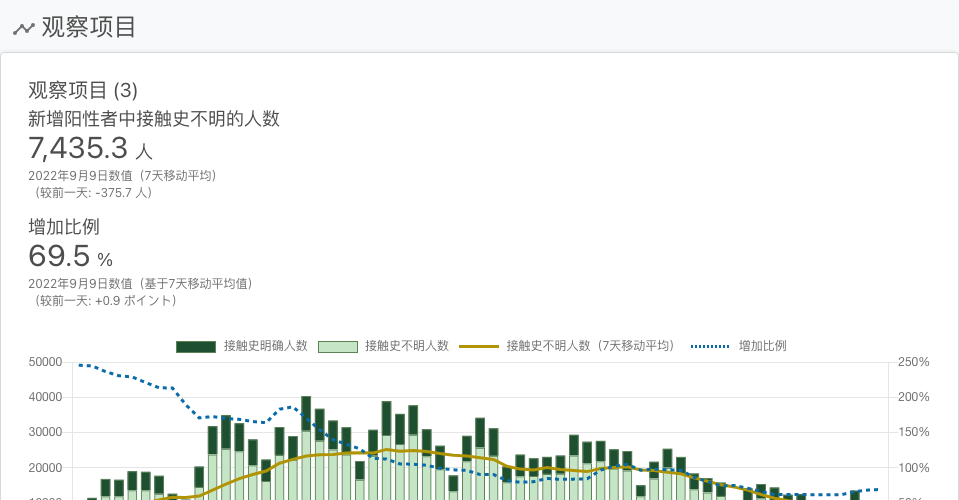 观察项目
观察项目 (3)
新增阳性者中接触史不明的人数
7,435.3 人
2022年9月9日数值（7天移动平均）
（较前一天: -375.7 人）
增加比例
69.5 %
2022年9月9日数值（基于7天移动平均值）
（较前一天: +0.9 ポイント）
接触史明确人数 接触史不明人数 接触史不明人数（7天移动平均） 增加比例
50000 250%
40000 200%
30000 150%
20000 100%